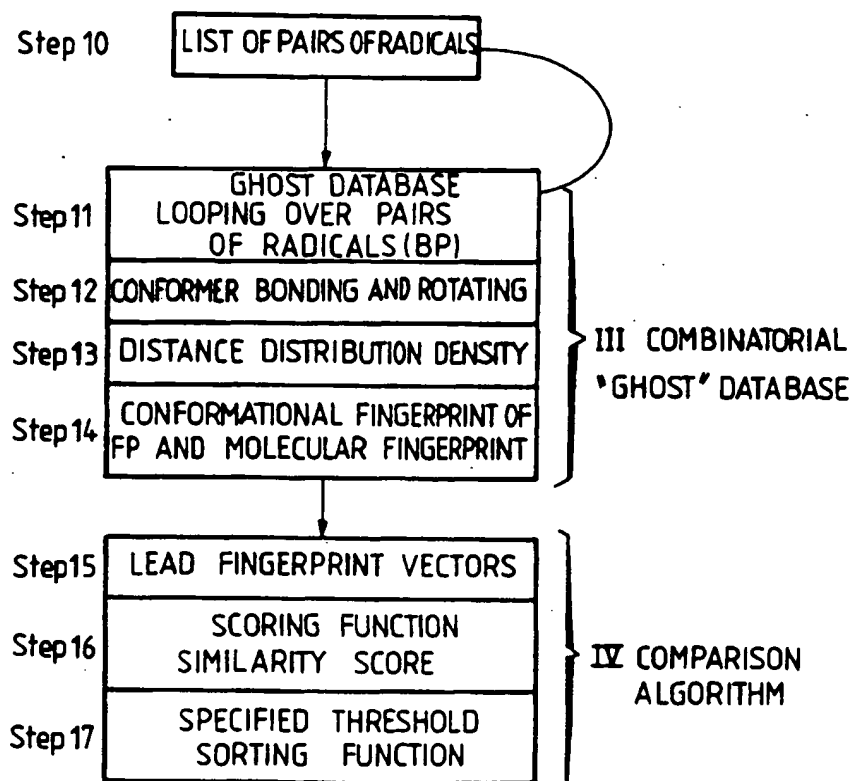 Step 10
LIST OF PAIRS OF RADICALS
Step 11
GHOST DATABASE
LOOPING OVER PAIRS
OF RADICALS (BP)
Step 12
CONFORMER BONDING AND ROTATING
Step 13
DISTANCE DISTRIBUTION DENSITY
Step 14
CONFORMATIONAL FINGERPRINT OF
FP AND MOLECULAR FINGERPRINT
III COMBINATORIAL
"GHOST" DATABASE
Step 15
LEAD FINGERPRINT VECTORS
Step 16
SCORING FUNCTION
SIMILARITY SCORE
Step 17
SPECIFIED THRESHOLD
SORTING FUNCTION
IV COMPARISON
ALGORITHM